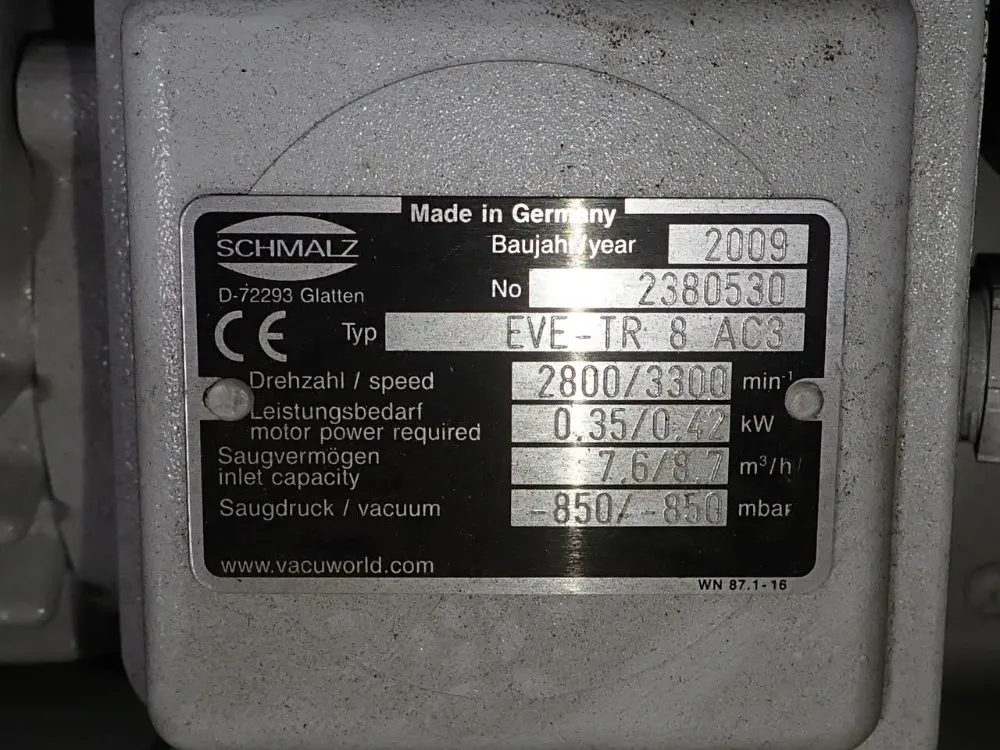 Made in Germany
SCHMALZ
Baujahr/year 2009
D-72293 Glatten
No 2380530
CE Typ EVE-TR 8 AC3
Drehzahl / speed 2800/3300 min-¹
Leistungsbedarf
motor power required 0.35/0.42 kW
Saugvermögen
inlet capacity 7.6/8.7 m³/h
Saugdruck / vacuum -850/-850 mbar
www.vacuworld.com
WN 87.1-16